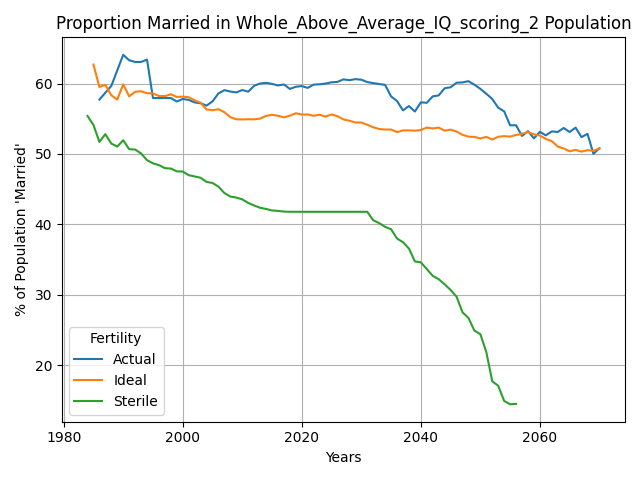 Proportion Married in Whole_Above_Average_IQ_scoring_2 Population
% of Population 'Married'
60
50
40
30
20
Fertility
Actual
Ideal
Sterile
1980 2000 2020 2040 2060
Years